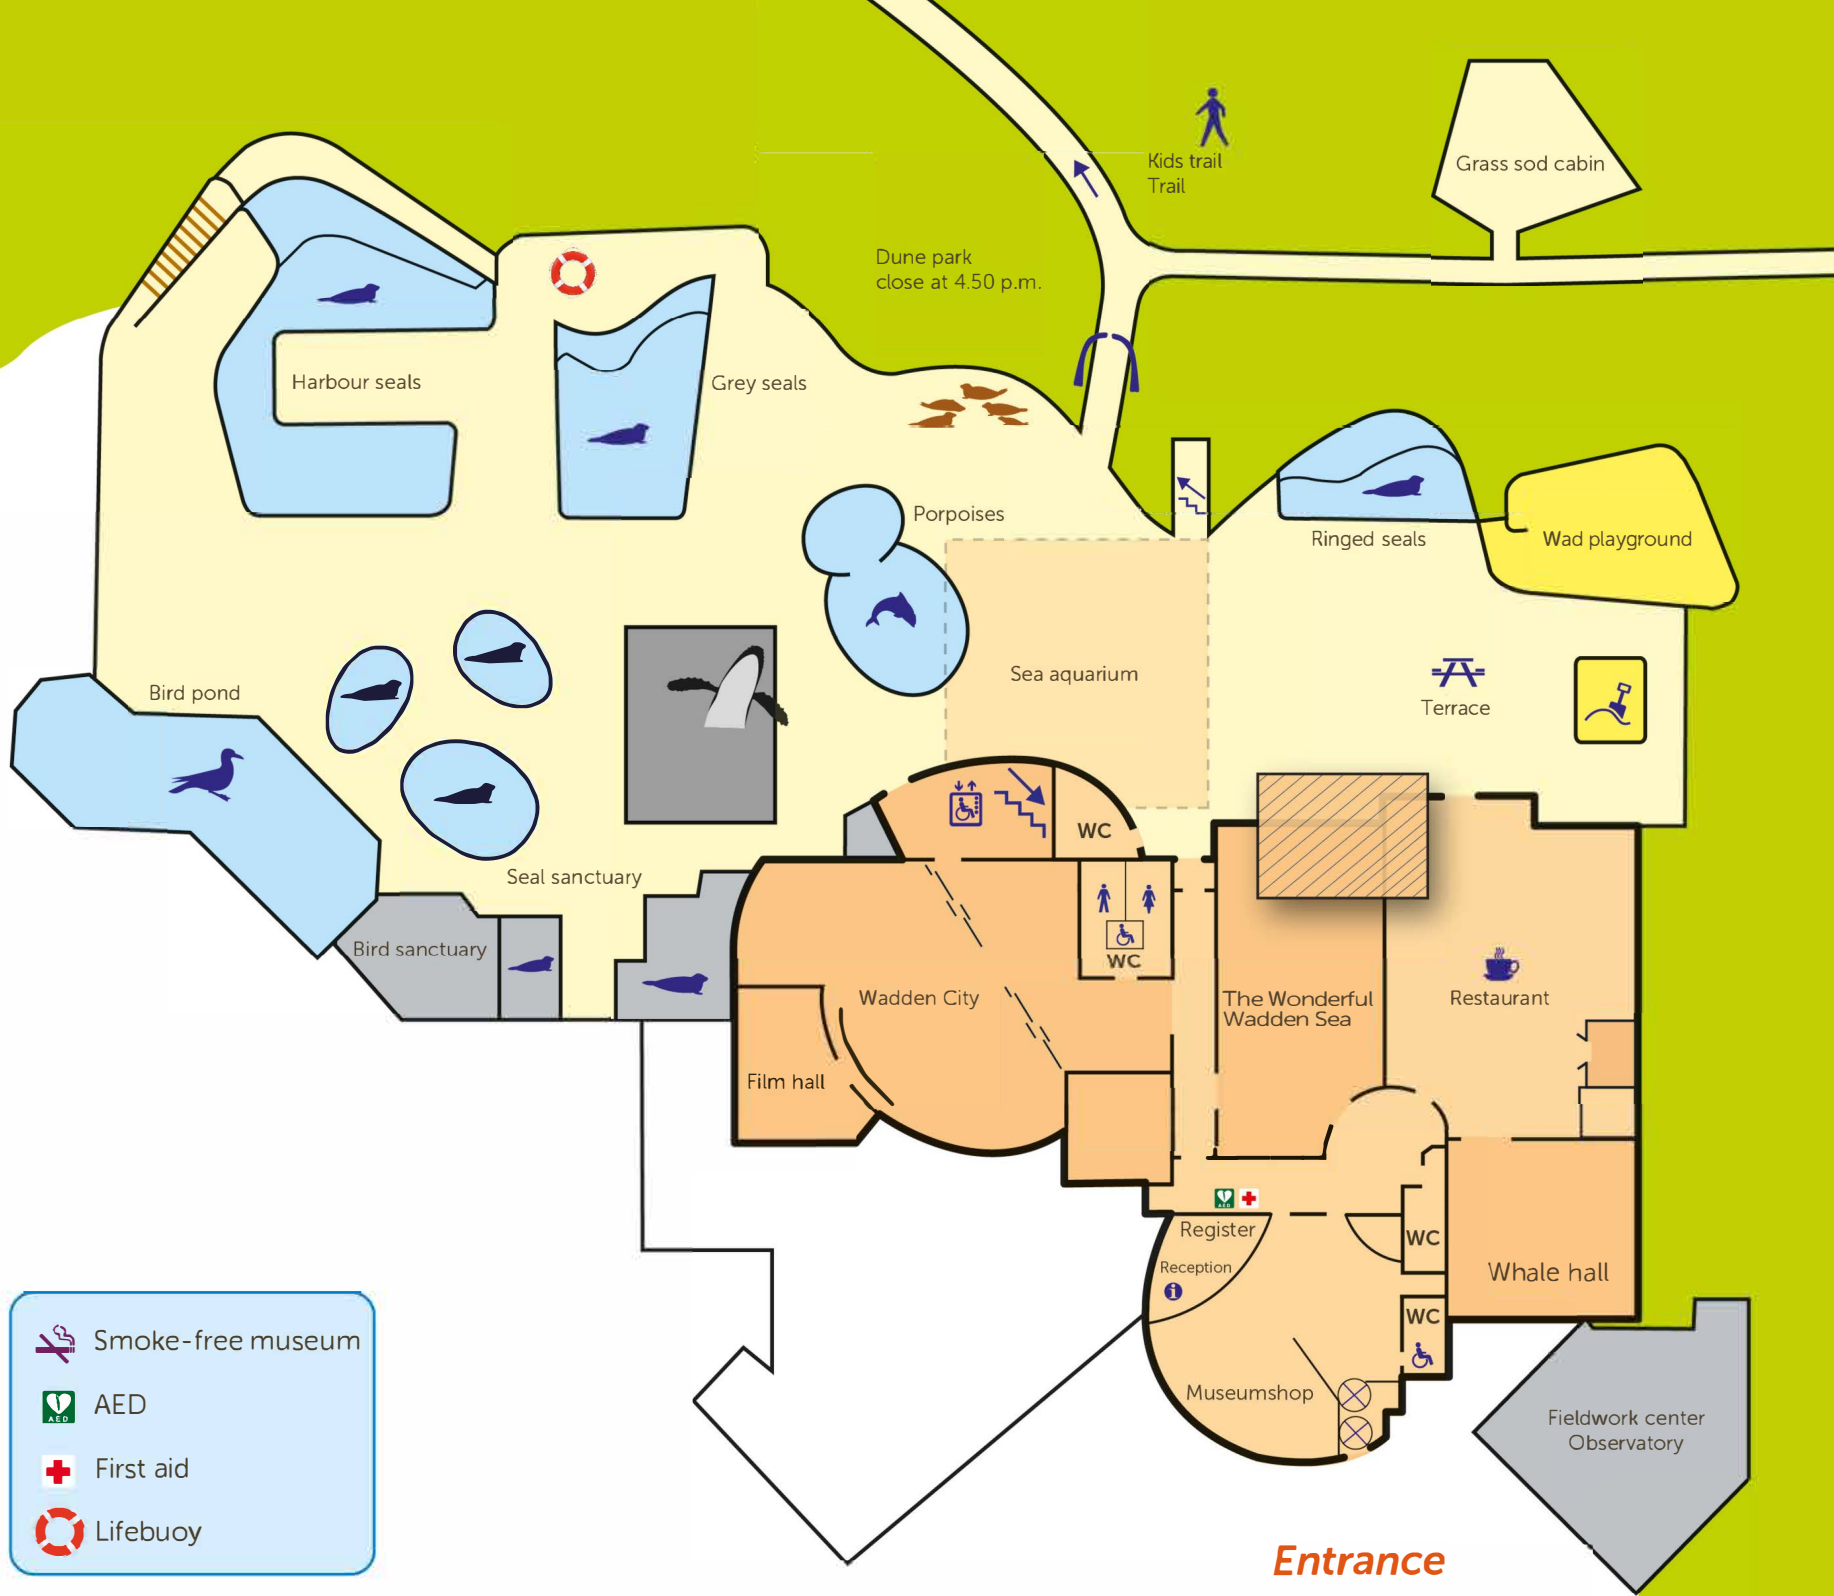 Kids trail
Trail
Grass sod cabin
Dune park
close at 4.50 p.m.
Harbour seals
Grey seals
Porpoises
Ringed seals
Wad playground
Sea aquarium
Bird pond
Terrace
WC
Seal sanctuary
Bird sanctuary
WC
Wadden City
The Wonderful
Wadden Sea
Restaurant
Film hall
AED
Register
Reception
i
WC
Whale hall
WC
Museumshop
Fieldwork center
Observatory
Smoke-free museum
AED
AED
First aid
Lifebuoy
Entrance